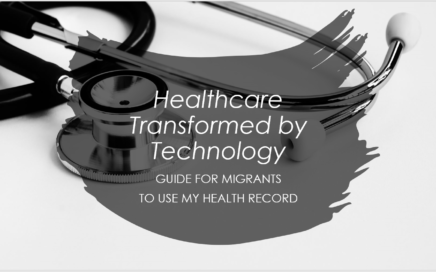 Healthcare
Transformed by
Technology
GUIDE FOR MIGRANTS
TO USE MY HEALTH RECORD